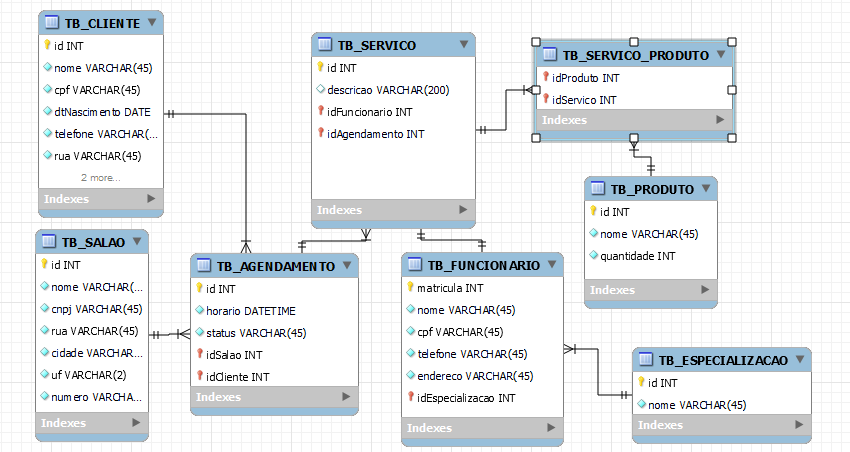 TB_CLIENTE
id INT
nome VARCHAR(45)
cpf VARCHAR(45)
dtNascimento DATE
telefone VARCHAR(...
rua VARCHAR(45)
2 more...
Indexes
TB_SERVICO
id INT
descricao VARCHAR(200)
idFuncionario INT
idAgendamento INT
Indexes
TB_SERVICO_PRODUTO
idProduto INT
idServico INT
Indexes
TB_PRODUTO
id INT
nome VARCHAR(45)
quantidade INT
Indexes
TB_SALAO
id INT
nome VARCHAR(...
cnpj VARCHAR(45)
rua VARCHAR(45)
cidade VARCHAR...
uf VARCHAR(2)
numero VARCHA...
Indexes
TB_AGENDAMENTO
id INT
horario DATETIME
status VARCHAR(45)
idSalao INT
idCliente INT
Indexes
TB_FUNCIONARIO
matricula INT
nome VARCHAR(45)
cpf VARCHAR(45)
telefone VARCHAR(45)
endereco VARCHAR(45)
idEspecializacao INT
Indexes
TB_ESPECIALIZACAO
id INT
nome VARCHAR(45)
Indexes